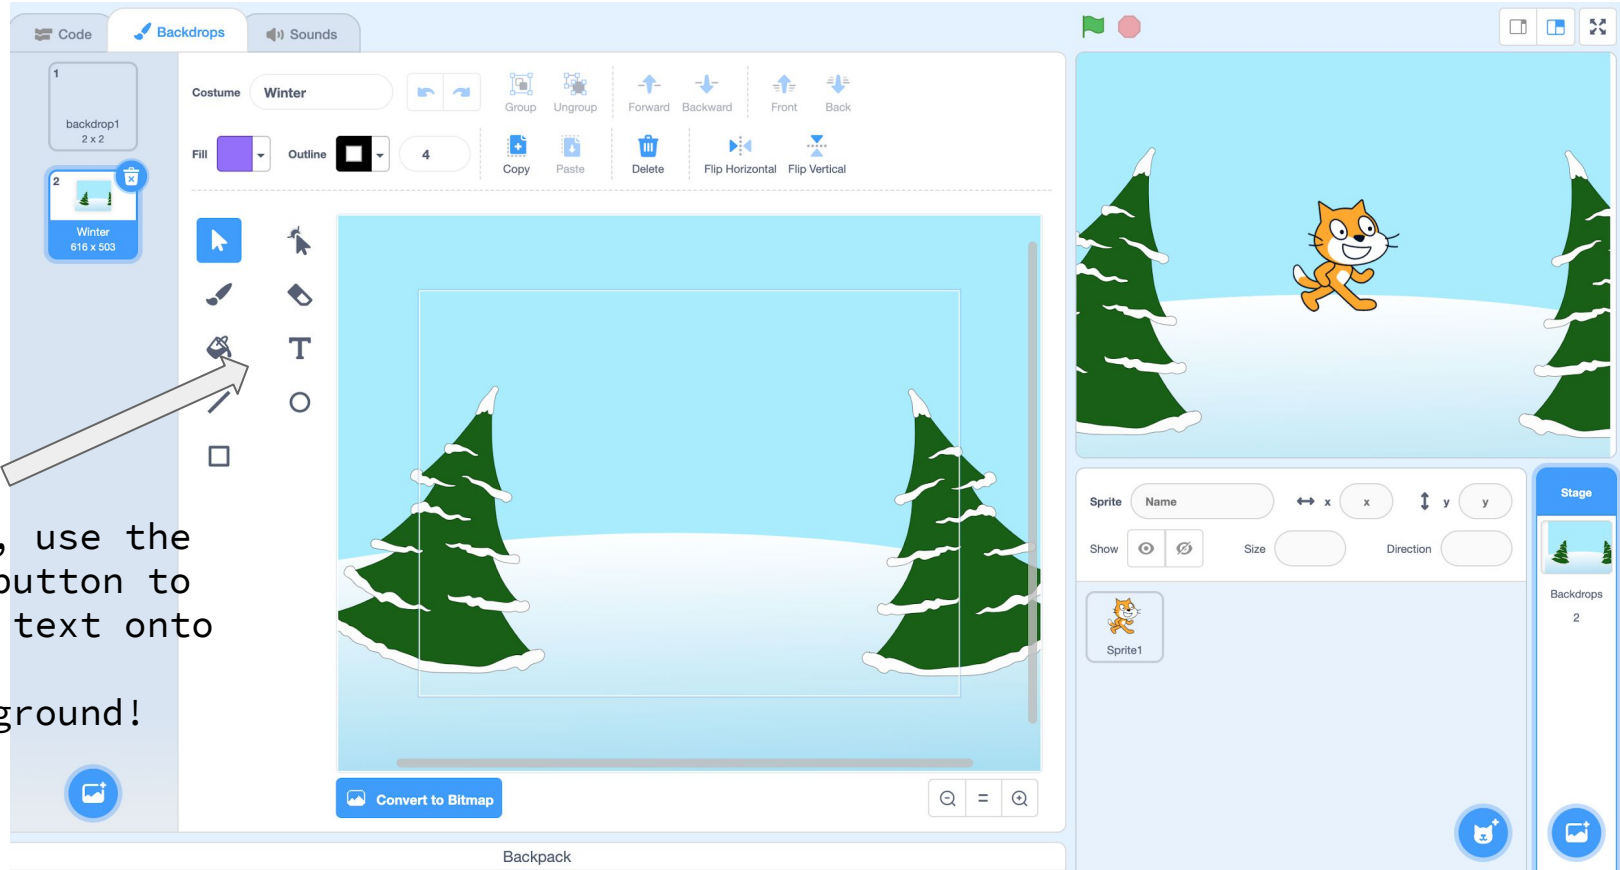 Code
Backdrops
Sounds
1
backdrop1
2 x 2
2
Winter
616 x 503
Costume
Winter
Group
Ungroup
Forward
Backward
Front
Back
Fill
Outline
4
Copy
Paste
Delete
Flip Horizontal
Flip Vertical
T
, use the
button to
text onto
ground!
Convert to Bitmap
=
Backpack
Sprite
Name
x
x
y
y
Show
Size
Direction
Sprite1
Stage
Backdrops
2